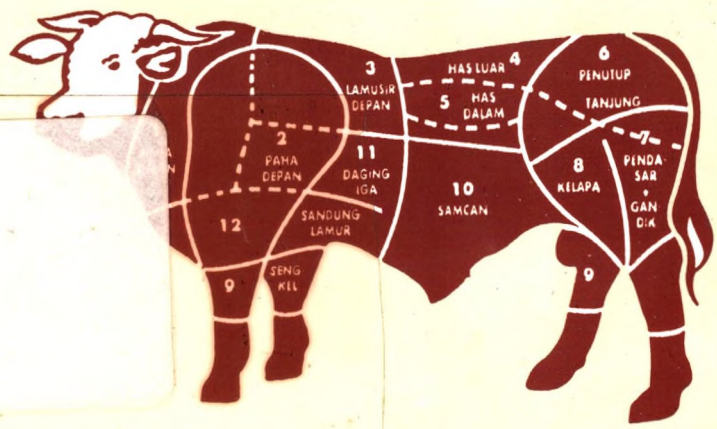 3
LAMUSIR
DEPAN
HAS LUAR 4
5 HAS
DALAM
6
PENUTUP
TANJUNG
2
PAHA
DEPAN
11
DAGING
IGA
10
SAMCAN
8
KELAPA
7
PENDA-
SAR
+
GAN
DIK
12
SANDUNG
LAMUR
9
SENG
KEL
9